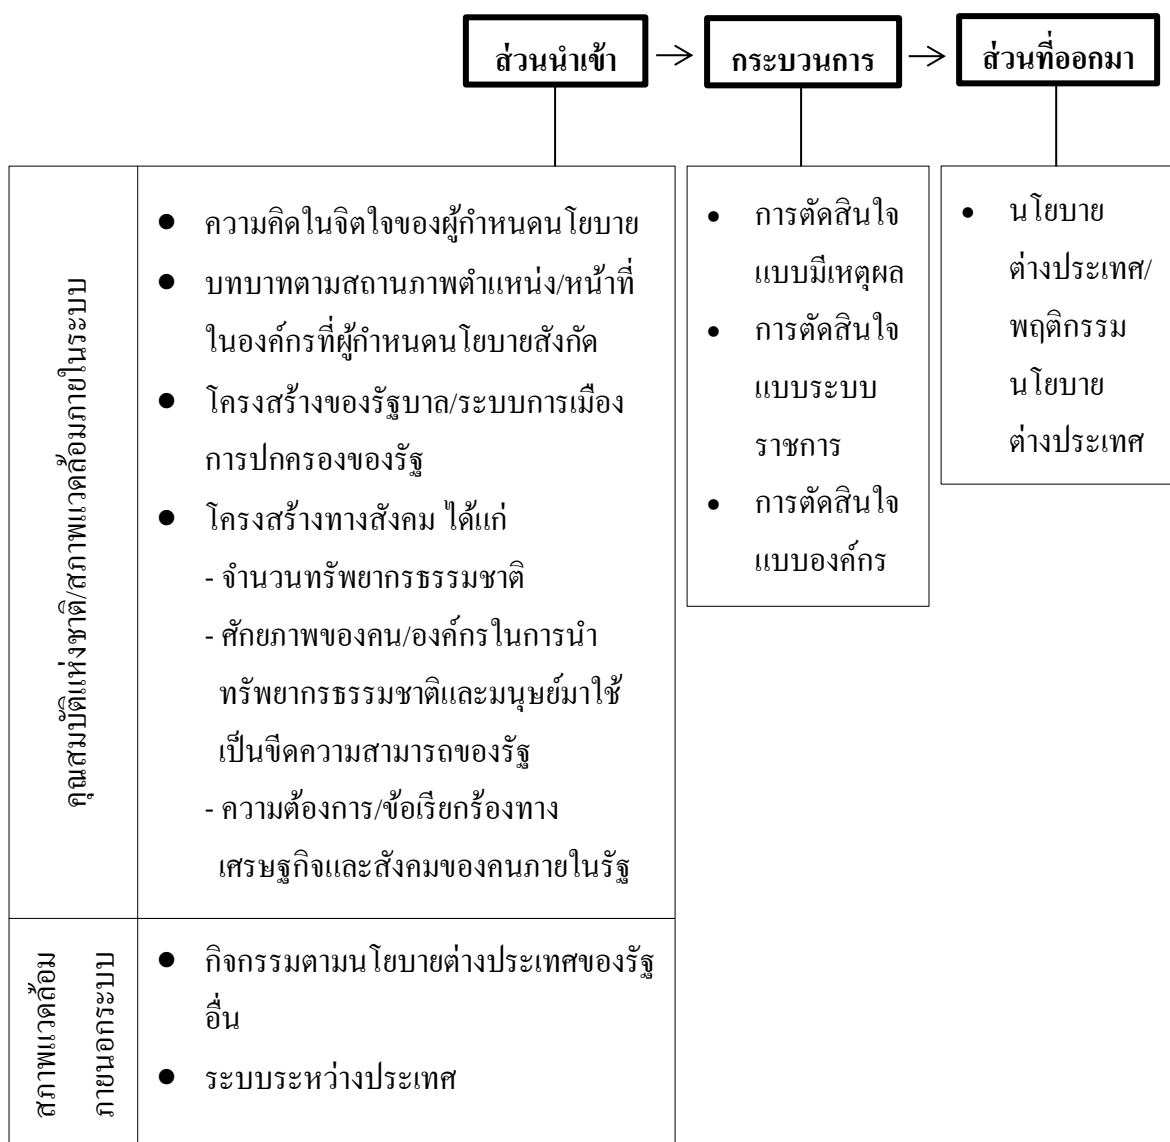 ส่วนนำเข้า
กระบวนการ
ส่วนที่ออกมา
คุณสมบัติแห่งชาติ/สภาพแวดล้อมภายในระบบ
● ความคิดในจิตใจของผู้กำหนดนโยบาย
● บทบาทตามสถานภาพตำแหน่ง/หน้าที่
ในองค์กรที่ผู้กำหนดนโยบายสังกัด
● โครงสร้างของรัฐบาล/ระบบการเมือง
การปกครองของรัฐ
● โครงสร้างทางสังคม ได้แก่
- จำนวนทรัพยากรธรรมชาติ
- ศักยภาพของคน/องค์กรในการนำ
ทรัพยากรธรรมชาติและมนุษย์มาใช้
เป็นขีดความสามารถของรัฐ
- ความต้องการ/ข้อเรียกร้องทาง
เศรษฐกิจและสังคมของคนภายในรัฐ
• การตัดสินใจ
แบบมีเหตุผล
• การตัดสินใจ
แบบระบบ
ราชการ
• การตัดสินใจ
แบบองค์กร
• นโยบาย
ต่างประเทศ/
พฤติกรรม
นโยบาย
ต่างประเทศ
สภาพแวดล้อม
ภายนอกระบบ
● กิจกรรมตามนโยบายต่างประเทศของรัฐ
อื่น
● ระบบระหว่างประเทศ